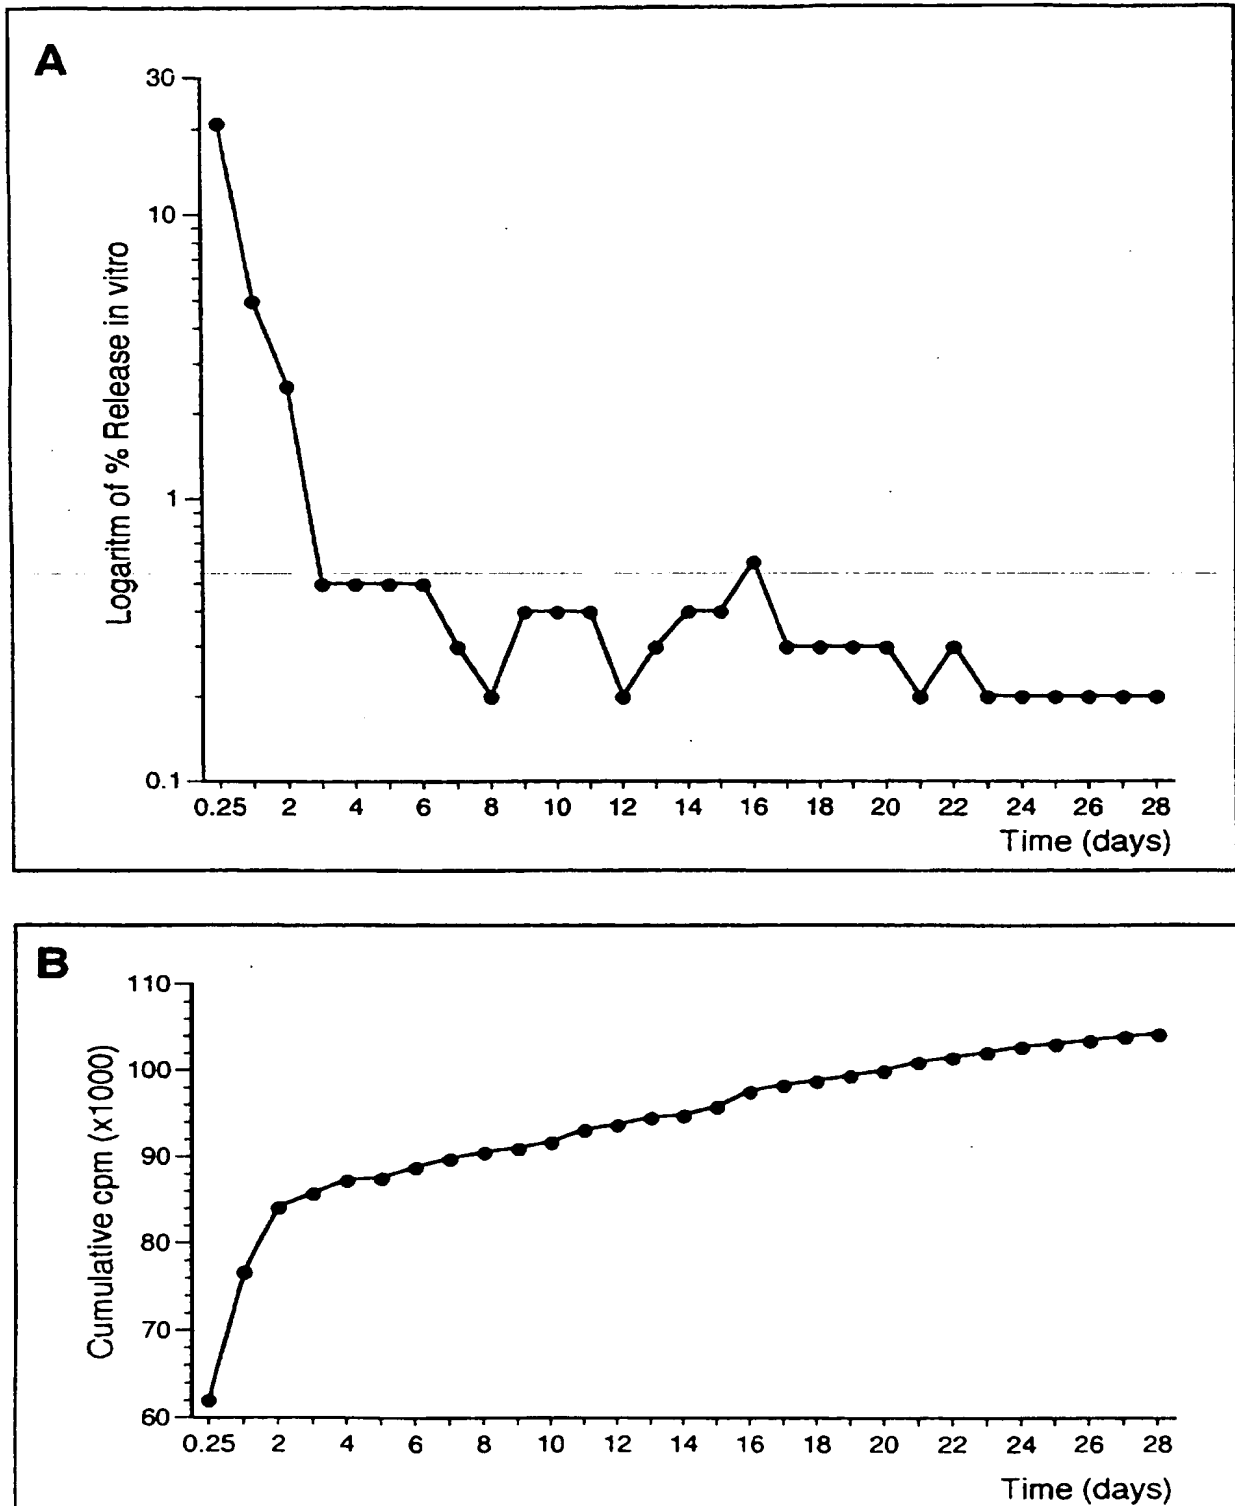 A
30
10
1
0.1
Logaritm of % Release in vitro
0.25 2 4 6 8 10 12 14 16 18 20 22 24 26 28
Time (days)
B
110
100
90
80
70
60
Cumulative cpm (x1000)
0.25 2 4 6 8 10 12 14 16 18 20 22 24 26 28
Time (days)